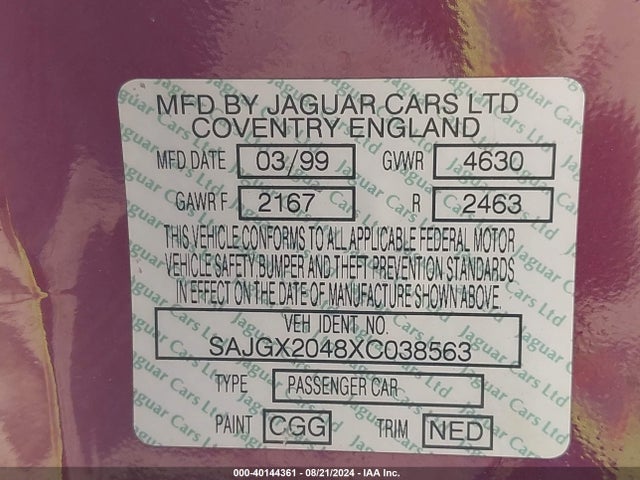 MFD BY JAGUAR CARS LTD
COVENTRY ENGLAND
MFD DATE 03/99 GVWR 4630
GAWR F 2167 R 2463
THIS VEHICLE CONFORMS TO ALL APPLICABLE FEDERAL MOTOR
VEHICLE SAFETY BUMPER AND THEFT PREVENTION STANDARDS
IN EFFECT ON THE DATE OF MANUFACTURE SHOWN ABOVE
VEH IDENT NO.
SAJGX2048XC038563
TYPE PASSENGER CAR
PAINT CGG TRIM NED
000-40144361 - 08/21/2024 - IAA Inc.